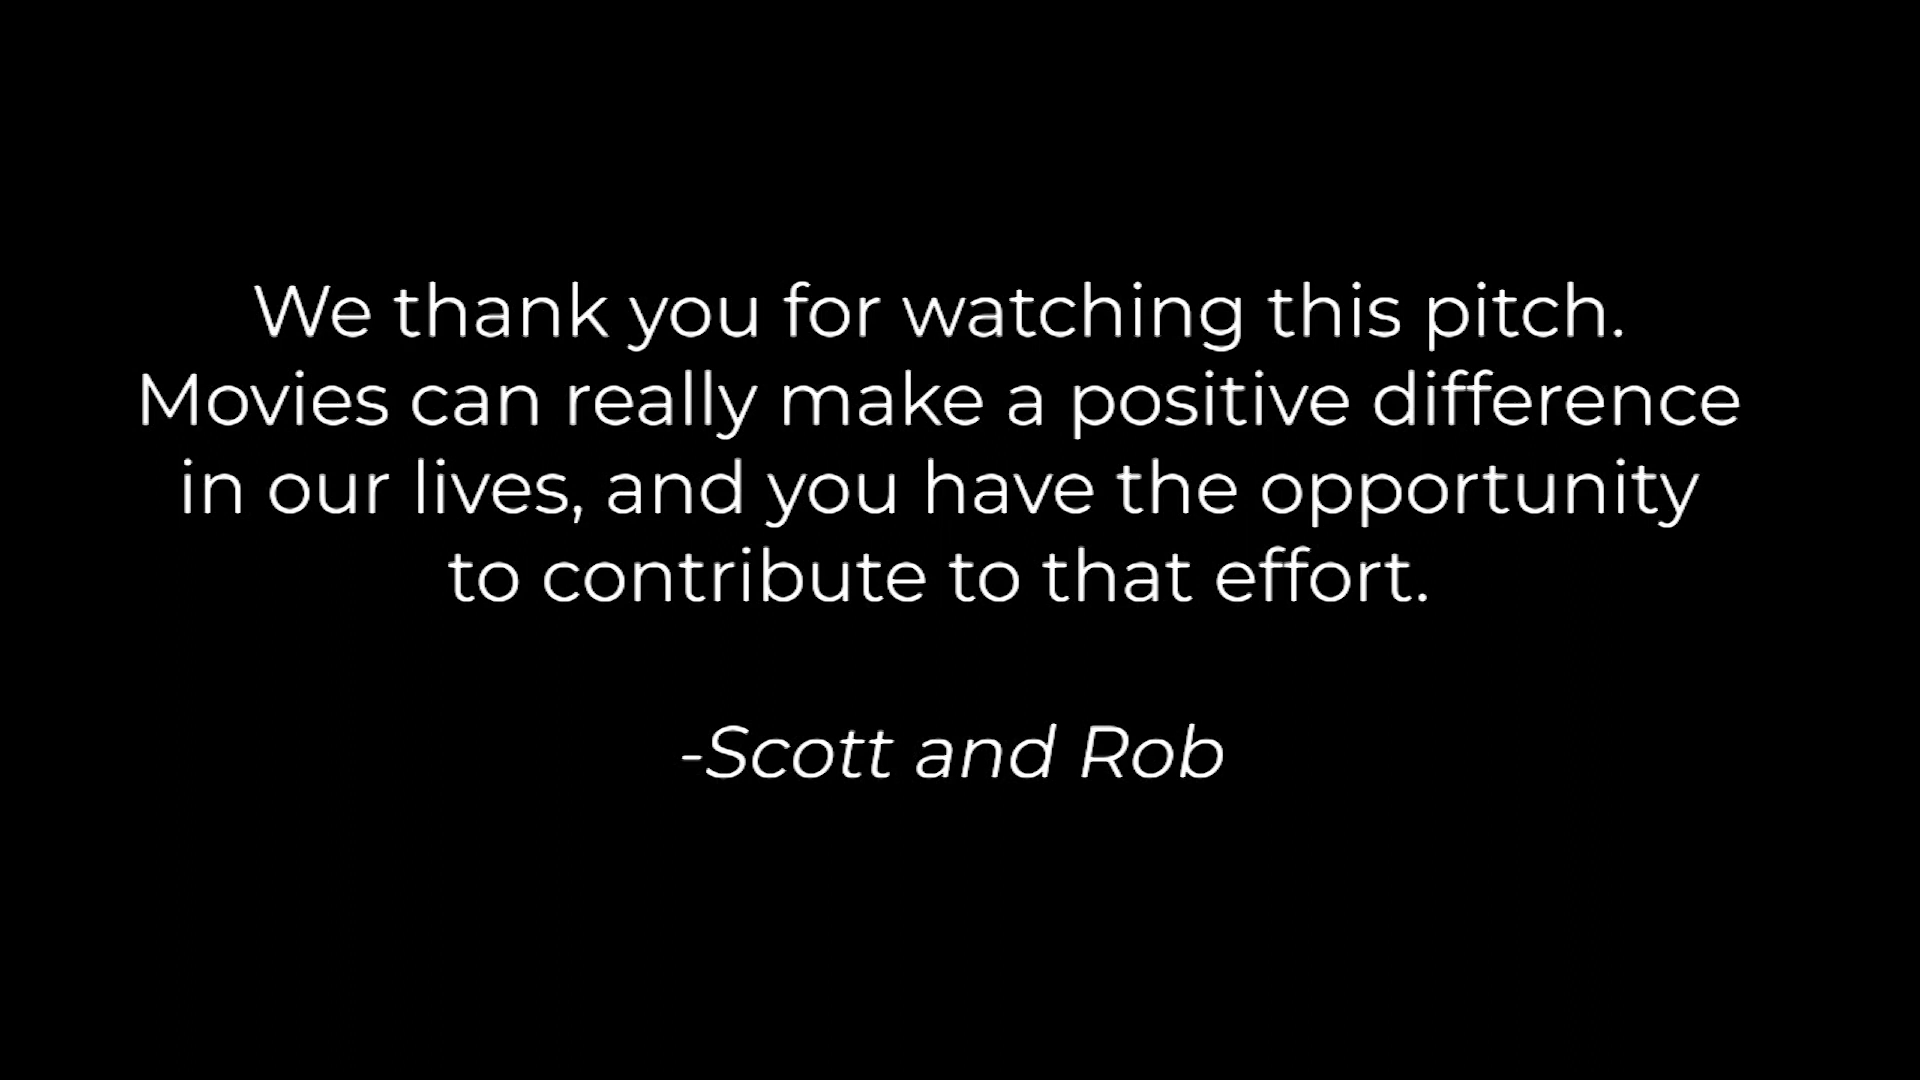 We thank you for watching this pitch.
Movies can really make a positive difference
in our lives, and you have the opportunity
to contribute to that effort.
-Scott and Rob